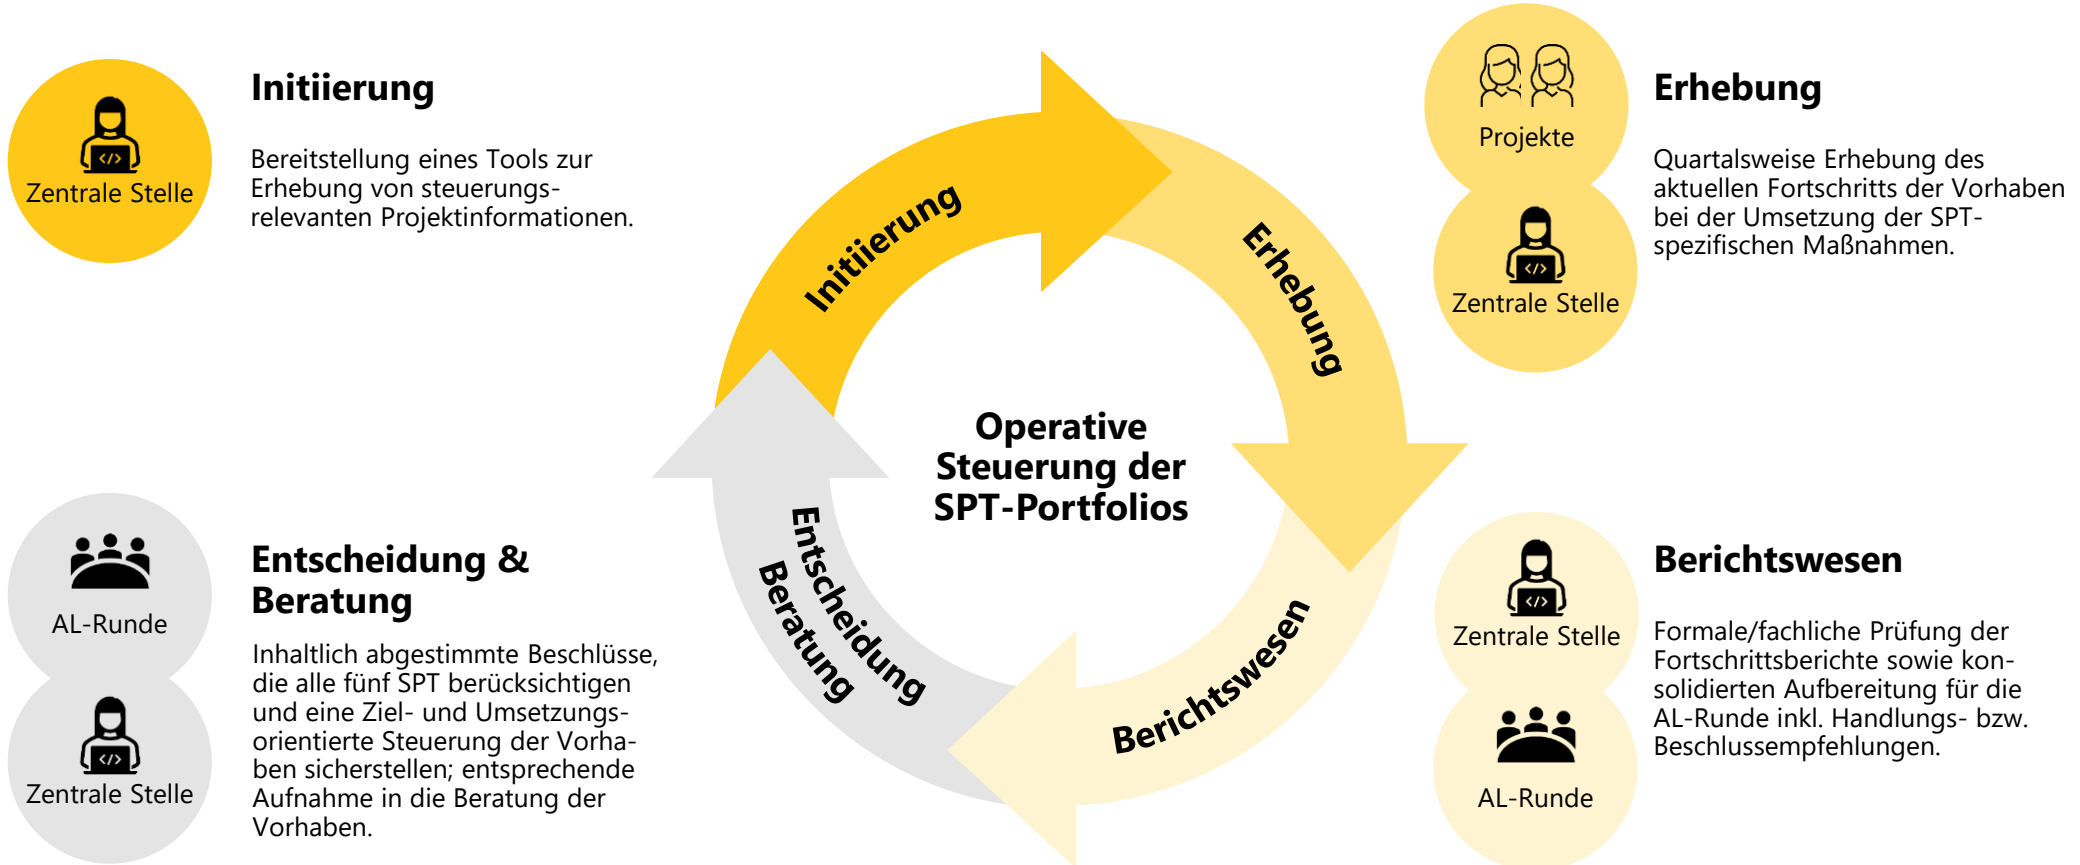 Zentrale Stelle
Initiierung
Bereitstellung eines Tools zur
Erhebung von steuerungs-
relevanten Projektinformationen.
Projekte
Zentrale Stelle
Erhebung
Quartalsweise Erhebung des
aktuellen Fortschritts der Vorhaben
bei der Umsetzung der SPT-
spezifischen Maßnahmen.
Initiierung
Erhebung
Berichtswesen
Entscheidung
Beratung
Operative
Steuerung der
SPT-Portfolios
AL-Runde
Zentrale Stelle
Entscheidung &
Beratung
Inhaltlich abgestimmte Beschlüsse,
die alle fünf SPT berücksichtigen
und eine Ziel- und Umsetzungs-
orientierte Steuerung der Vorha-
ben sicherstellen; entsprechende
Aufnahme in die Beratung der
Vorhaben.
Zentrale Stelle
AL-Runde
Berichtswesen
Formale/fachliche Prüfung der
Fortschrittsberichte sowie kon-
solidierten Aufbereitung für die
AL-Runde inkl. Handlungs- bzw.
Beschlussempfehlungen.